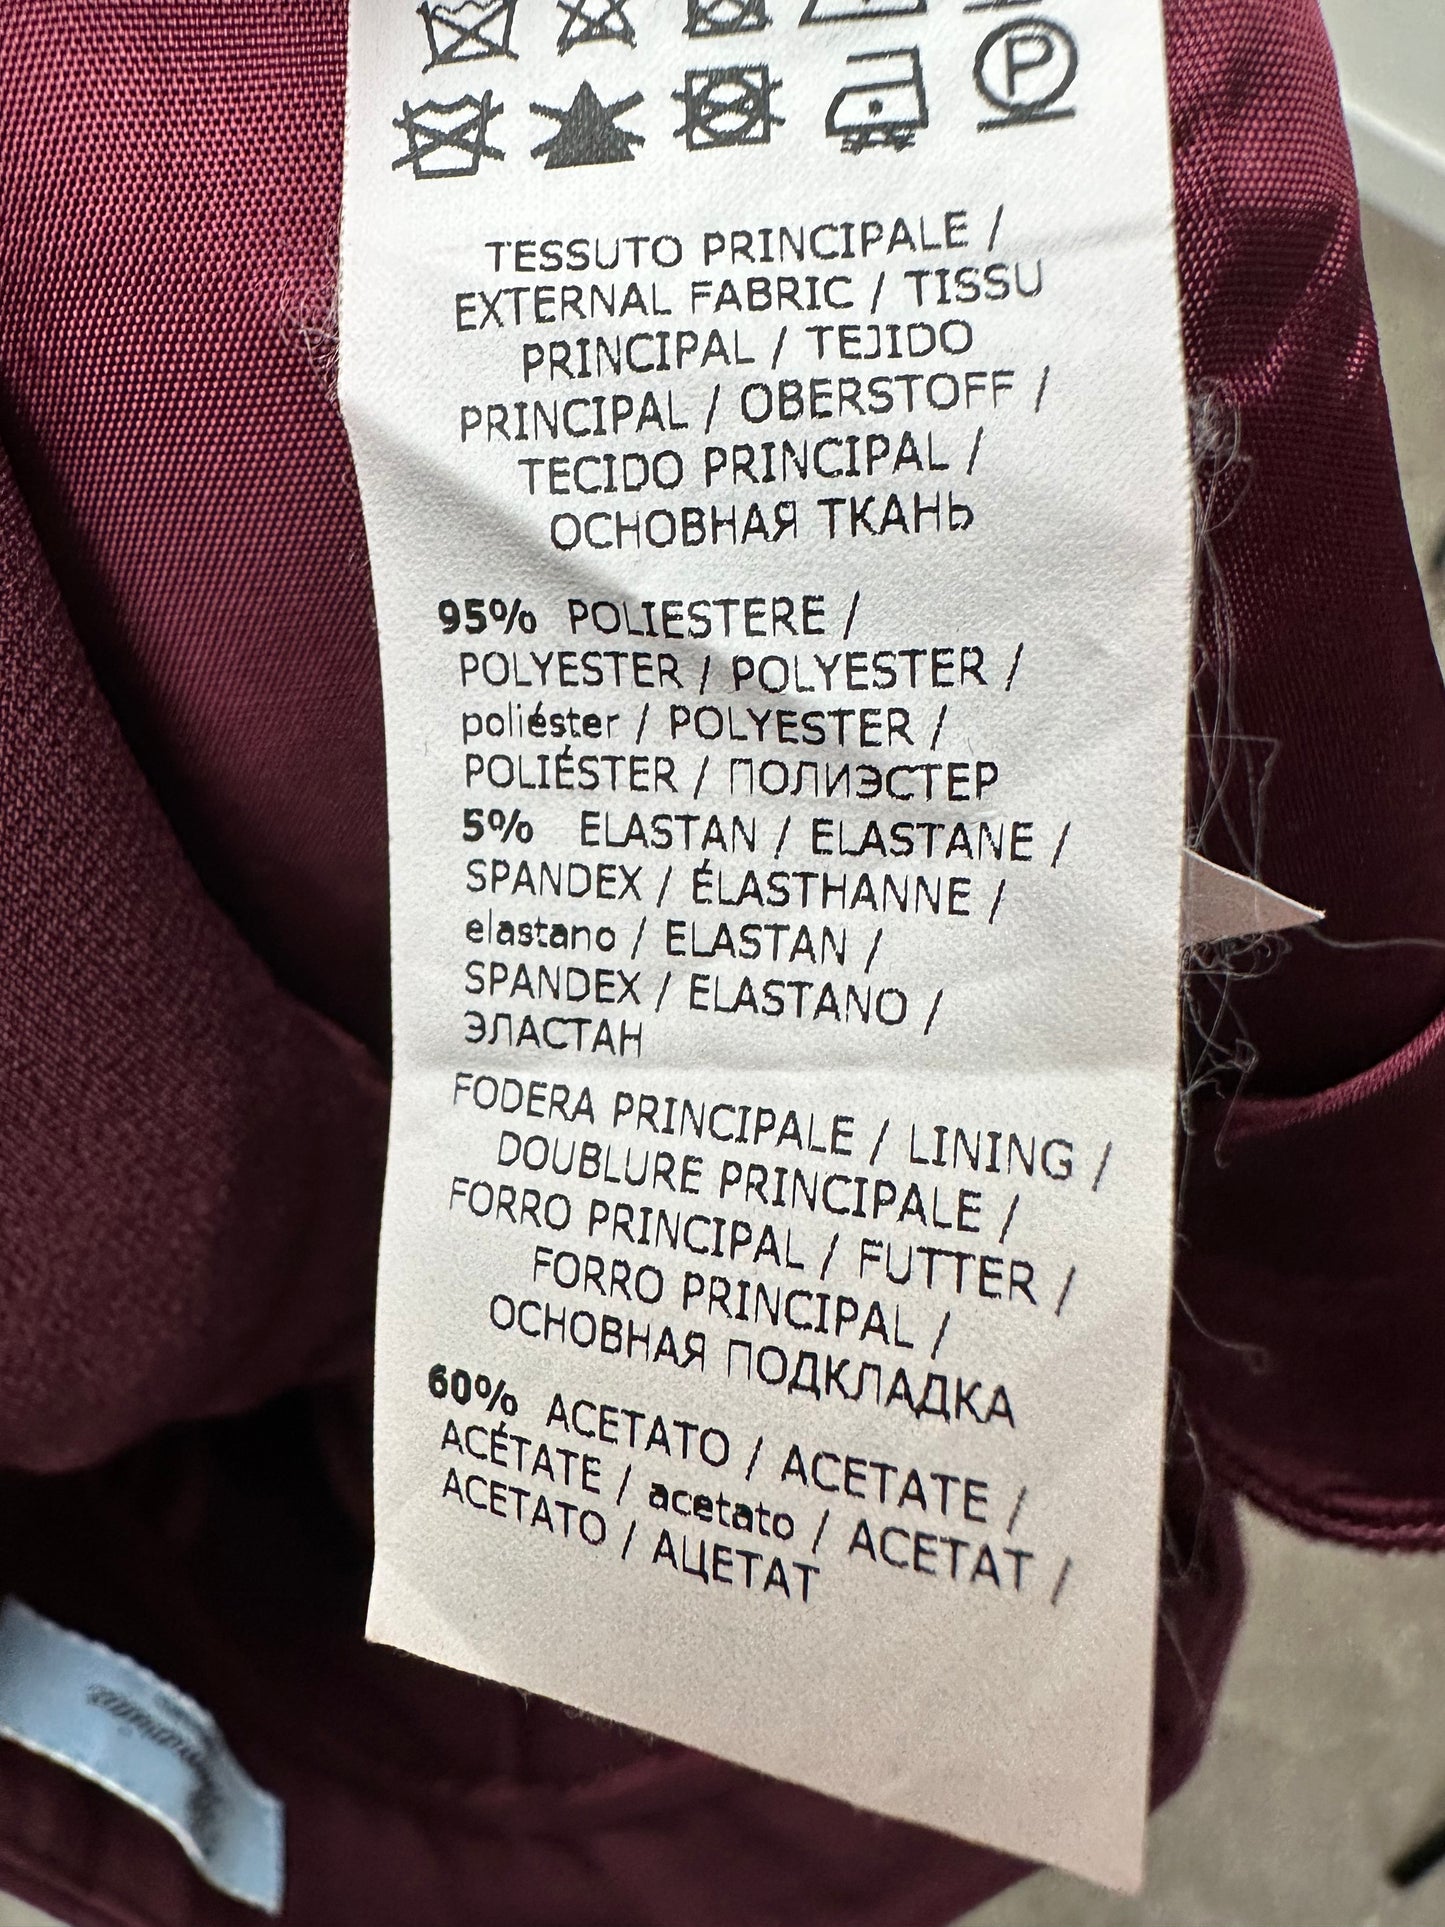 P
TESSUTO PRINCIPALE /
EXTERNAL FABRIC / TISSU
PRINCIPAL / TEJIDO
PRINCIPAL / OBERSTOFF /
TECIDO PRINCIPAL /
ОСНОВНАЯ ТКАНЬ
95% POLIESTERE /
POLYESTER / POLYESTER /
poliéster / POLYESTER /
POLIÉSTER / ПОЛИЭСТЕР
5% ELASTAN / ELASTANE /
SPANDEX / ÉLASTHANNE /
elastano / ELASTAN /
SPANDEX / ELASTANO /
ЭЛАСТАН
FODERA PRINCIPALE / LINING /
DOUBLURE PRINCIPALE /
FORRO PRINCIPAL / FUTTER /
FORRO PRINCIPAL /
ОСНОВНАЯ ПОДКЛАДКА
60% ACETATO / ACETATE /
ACÉTATE / acetato / ACETAT /
ACETATO / АЦЕТАТ